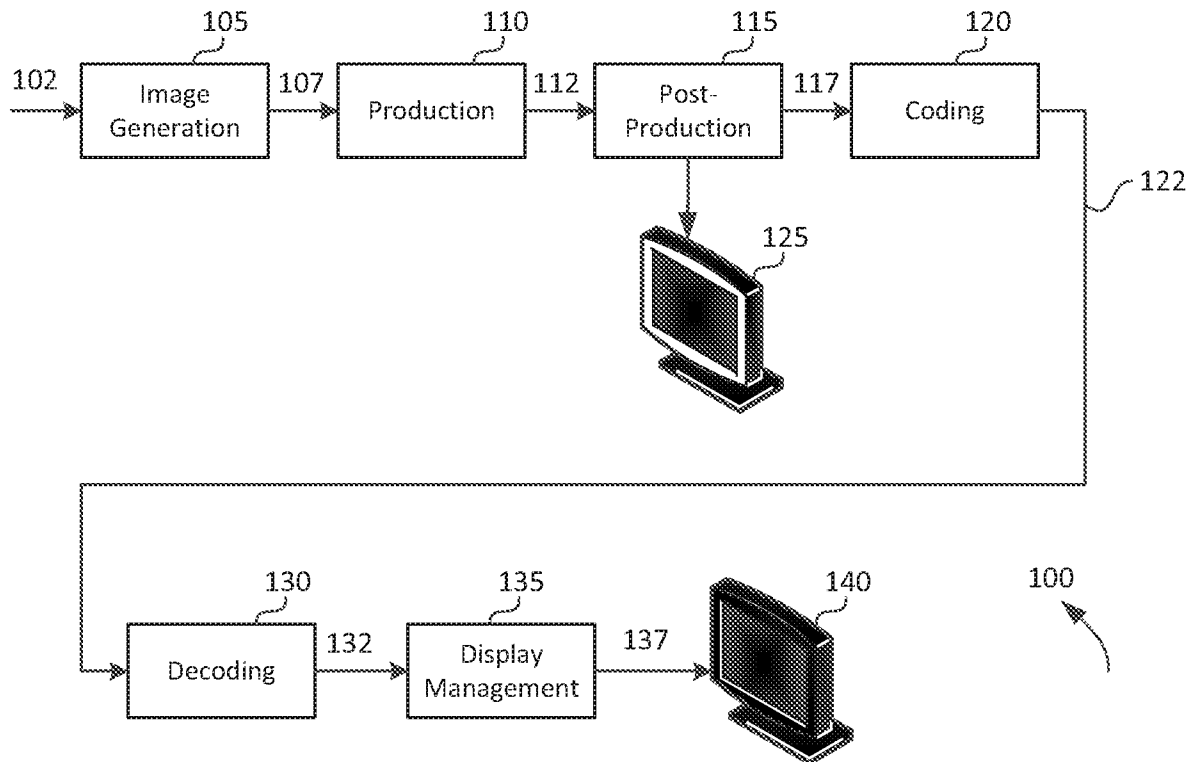 105
110
115
120
102
Image
Generation
107
Production
112
Post-
Production
117
Coding
122
125
130
135
140
100
Decoding
132
Display
Management
137